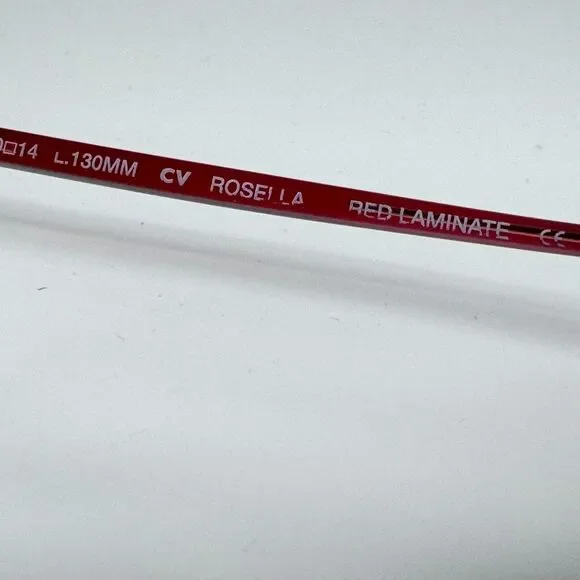 □14 L.130MM CV ROSELLA RED LAMINATE CE